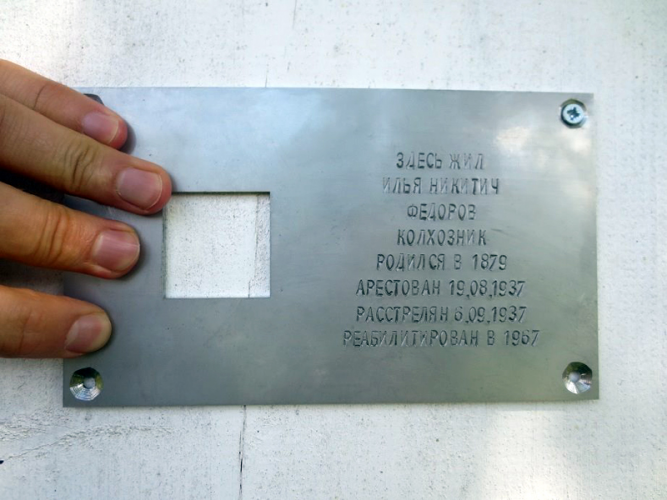 ЗДЕСЬ ЖИЛ
ИЛЬЯ НИКИТИЧ
ФЕДОРОВ
КОЛХОЗНИК
РОДИЛСЯ В 1879
АРЕСТОВАН 19.08.1937
РАССТРЕЛЯН 6.09.1937
РЕАБИЛИТИРОВАН В 1967